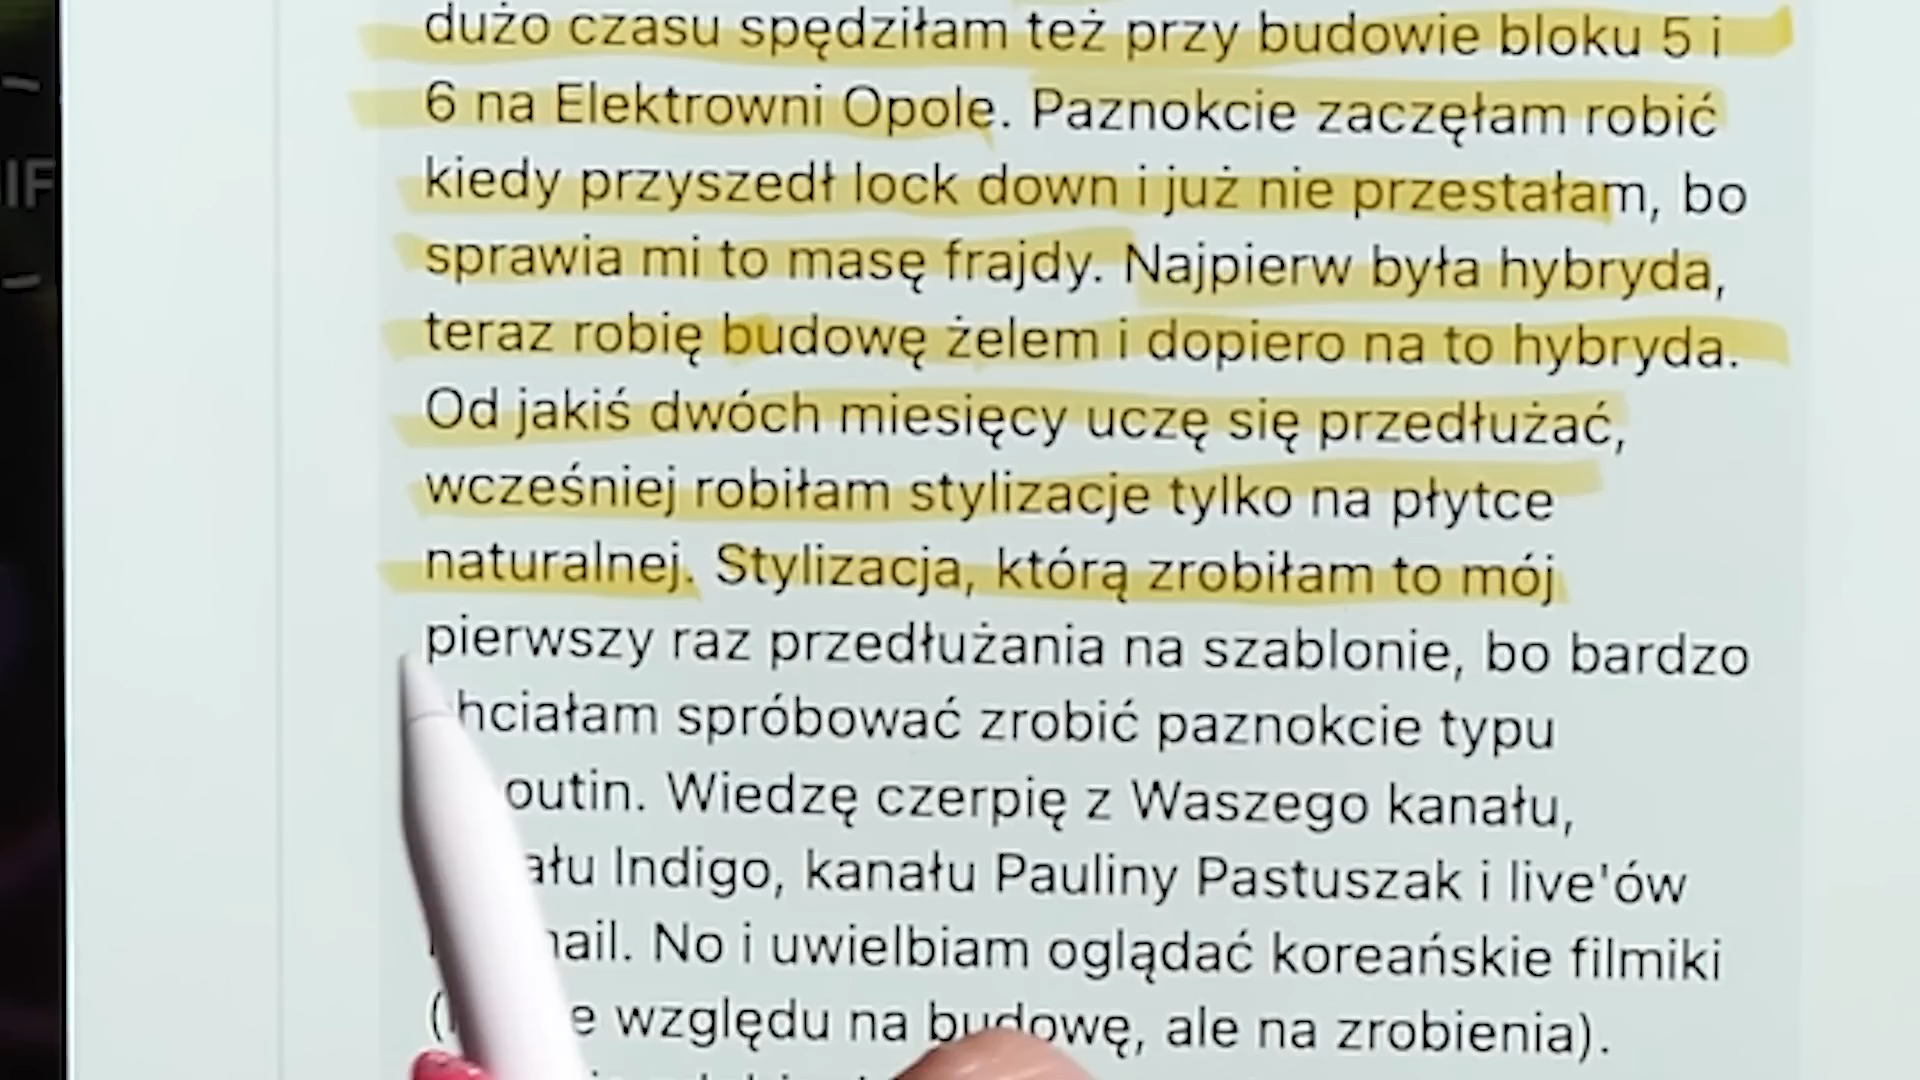 dużo czasu spędziłam też przy budowie bloku 5 i
6 na Elektrowni Opole. Paznokcie zaczęłam robić
kiedy przyszedł lock down i już nie przestałam, bo
sprawia mi to masę frajdy. Najpierw była hybryda,
teraz robię budowę żelem i dopiero na to hybryda.
Od jakiś dwóch miesięcy uczę się przedłużać,
wcześniej robiłam stylizacje tylko na płytce
naturalnej. Stylizacja, którą zrobiłam to mój
pierwszy raz przedłużania na szablonie, bo bardzo
hciałam spróbować zrobić paznokcie typu
outin. Wiedzę czerpię z Waszego kanału,
ału Indigo, kanału Pauliny Pastuszak i live'ów
nail. No i uwielbiam oglądać koreańskie filmiki
e względu na budowę, ale na zrobienia).